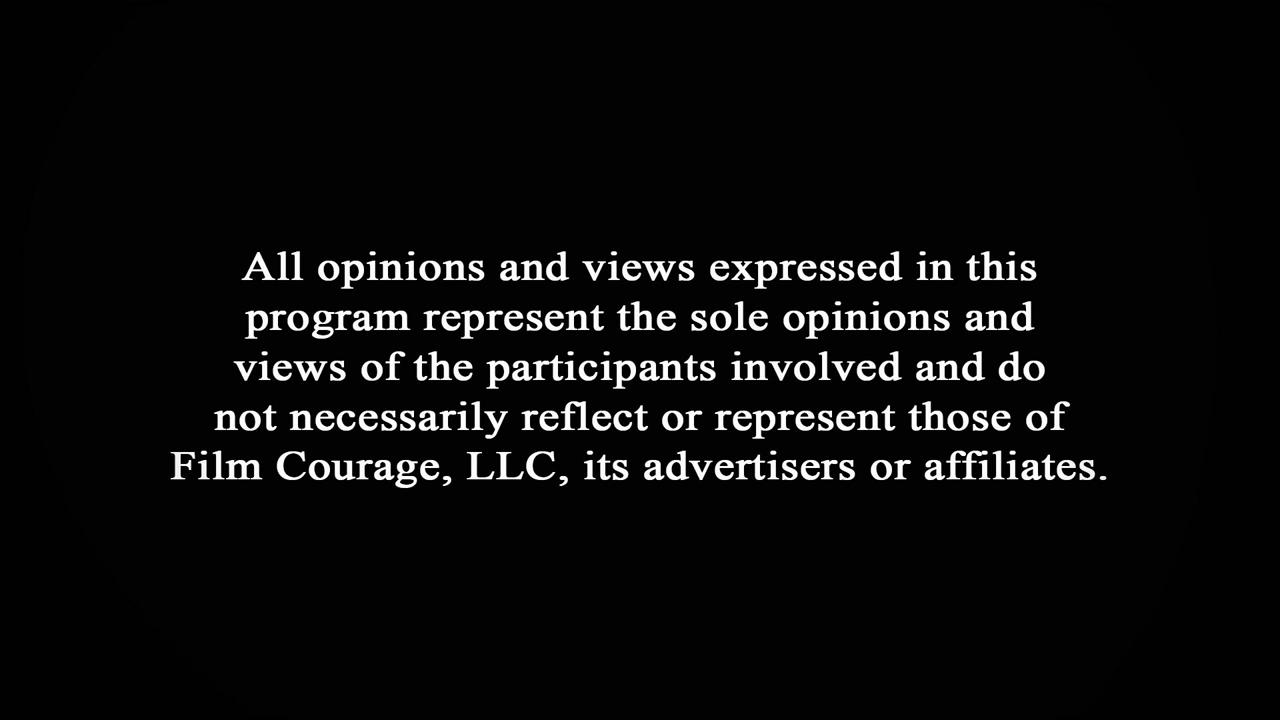 All opinions and views expressed in this
program represent the sole opinions and
views of the participants involved and do
not necessarily reflect or represent those of
Film Courage, LLC, its advertisers or affiliates.